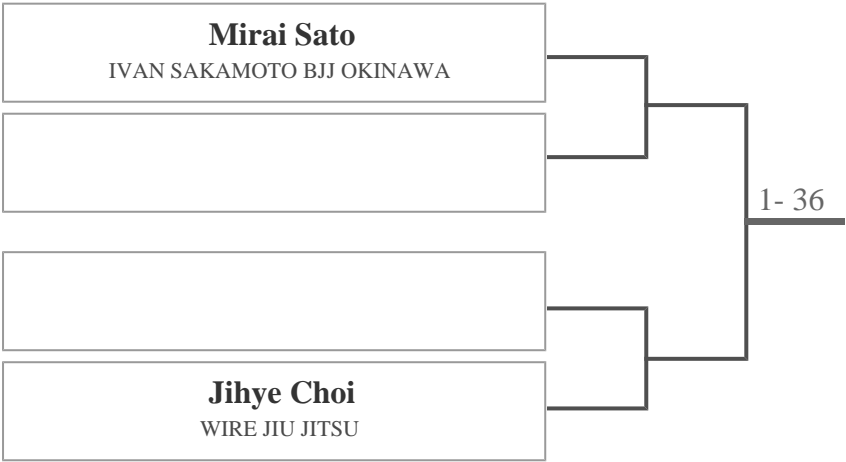 Mirai Sato
IVAN SAKAMOTO BJJ OKINAWA
1- 36
Jihye Choi
WIRE JIU JITSU